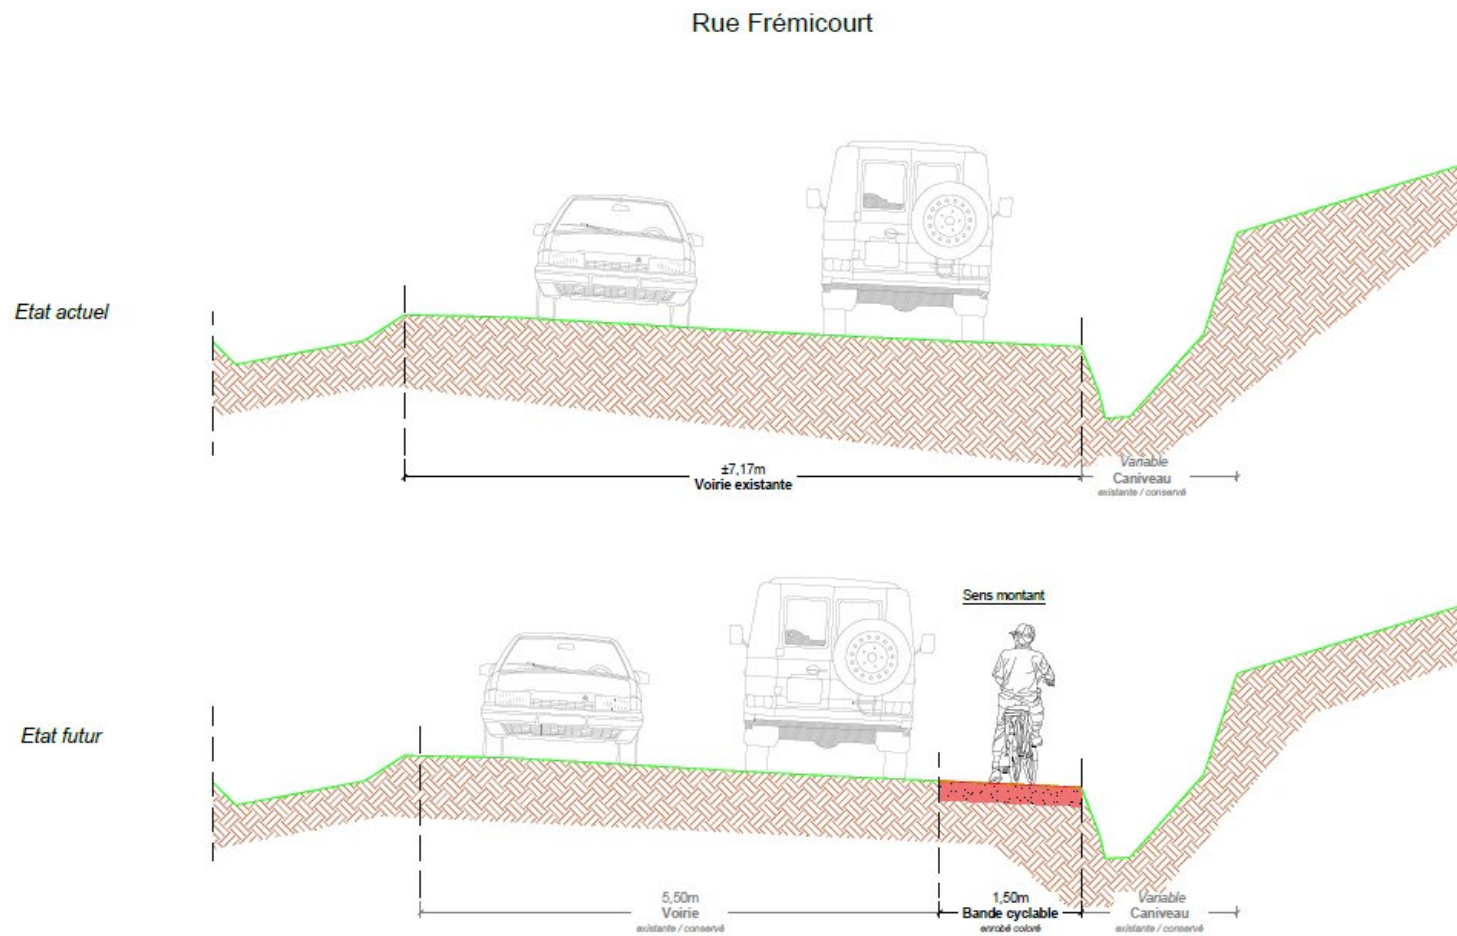 Rue Frémicourt
Etat actuel
±7,17m
Voirie existante
Variable
Caniveau
existante / conservé
Sens montant
Etat futur
5,50m
Voirie
existante / conservé
1,50m
Bande cyclable
enrobé coloré
Variable
Caniveau
existante / conservé